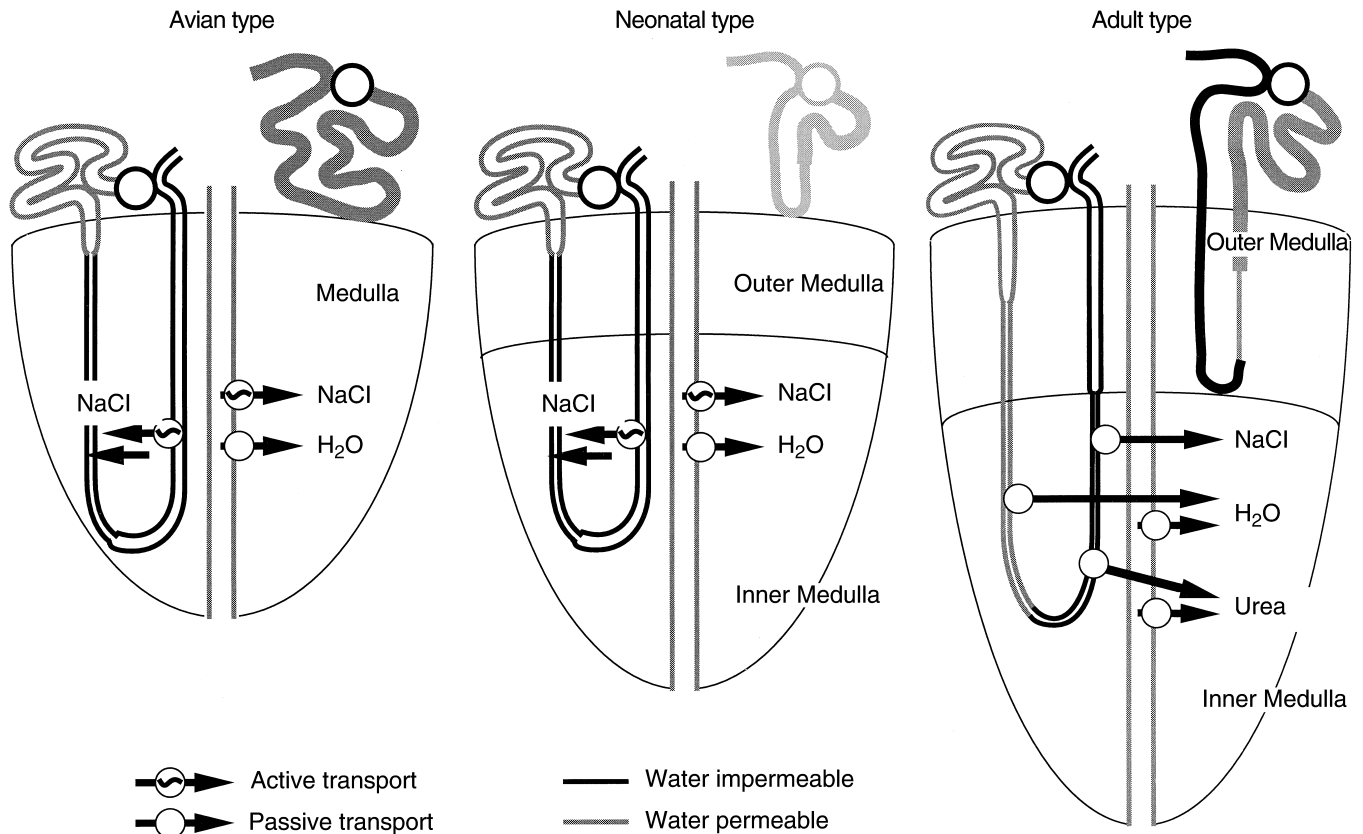 Avian type
Neonatal type
Adult type
Medulla
NaCl
NaCl
H₂O
Outer Medulla
NaCl
NaCl
H₂O
Inner Medulla
Outer Medulla
NaCl
H₂O
Urea
Inner Medulla
Active transport
Passive transport
Water impermeable
Water permeable